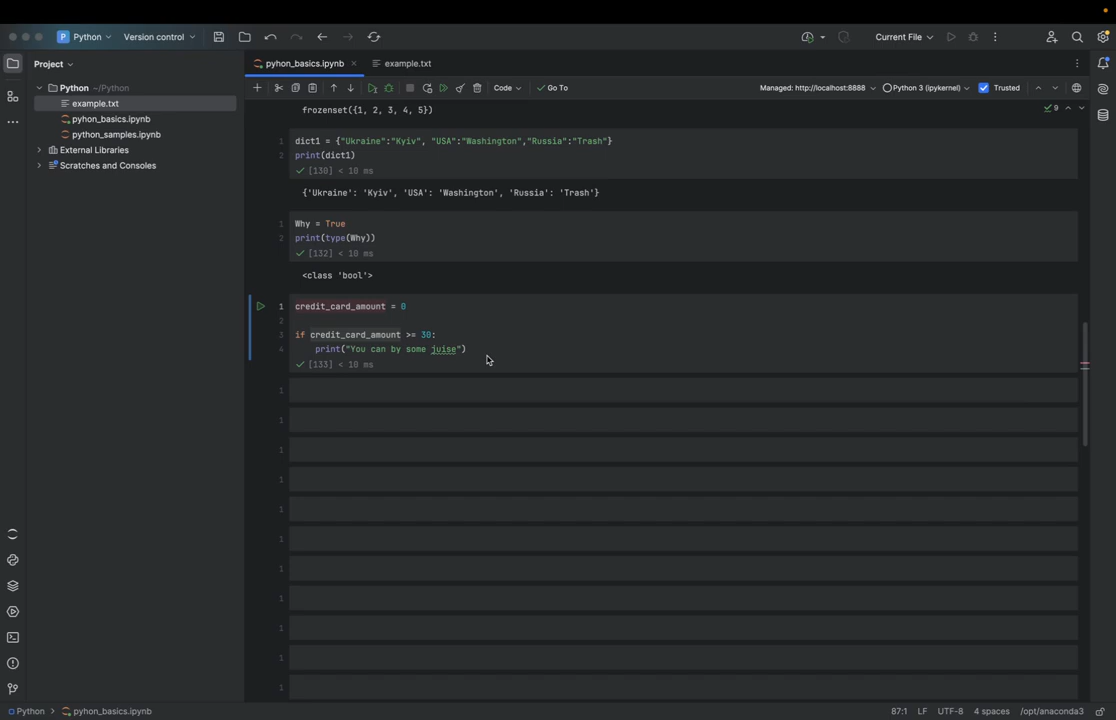 Python
Version control
Current File
Project
pyhon_basics.ipynb
example.txt
Python ~/Python
example.txt
pyhon_basics.ipynb
python_samples.ipynb
External Libraries
Scratches and Consoles
Code
Go To
Managed: http://localhost:8888
Python 3 (ipykernel)
Trusted
frozenset({1, 2, 3, 4, 5})
9
1 dict1 = {"Ukraine":"Kyiv", "USA":"Washington","Russia":"Trash"}
2 print(dict1)
[130] < 10 ms
{'Ukraine': 'Kyiv', 'USA': 'Washington', 'Russia': 'Trash'}
1 Why = True
2 print(type(Why))
[132] < 10 ms
<class 'bool'>
1 credit_card_amount = 0
2
3 if credit_card_amount >= 30:
4 print("You can by some juise")
[133] < 10 ms
1
1
1
1
1
1
1
1
1
1
1
Python > pyhon_basics.ipynb
87:1 LF UTF-8 4 spaces /opt/anaconda3